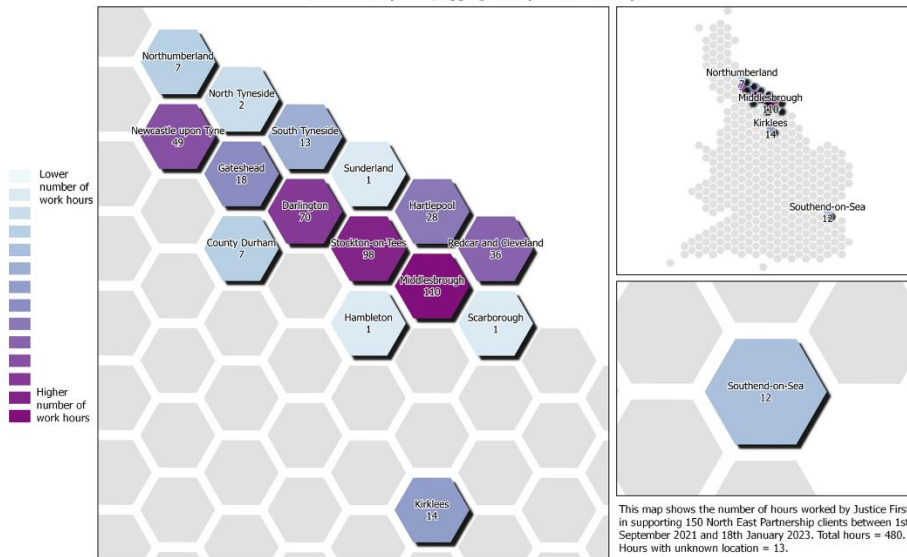 Lower
number of
work hours
Higher
number of
work hours
Northumberland
7
North Tyneside
2
Newcastle upon Tyne
49
South Tyneside
13
Gateshead
18
Sunderland
1
Darlington
70
Hartlepool
28
County Durham
7
Stockton-on-Tees
98
Redcar and Cleveland
36
Middlesbrough
110
Hambleton
1
Scarborough
1
Kirklees
14
Northumberland
7
Middlesbrough
110
Kirklees
14
Southend-on-Sea
12
Southend-on-Sea
12
This map shows the number of hours worked by Justice First
in supporting 150 North East Partnership clients between 1st
September 2021 and 18th January 2023. Total hours = 480.
Hours with unknown location = 13.